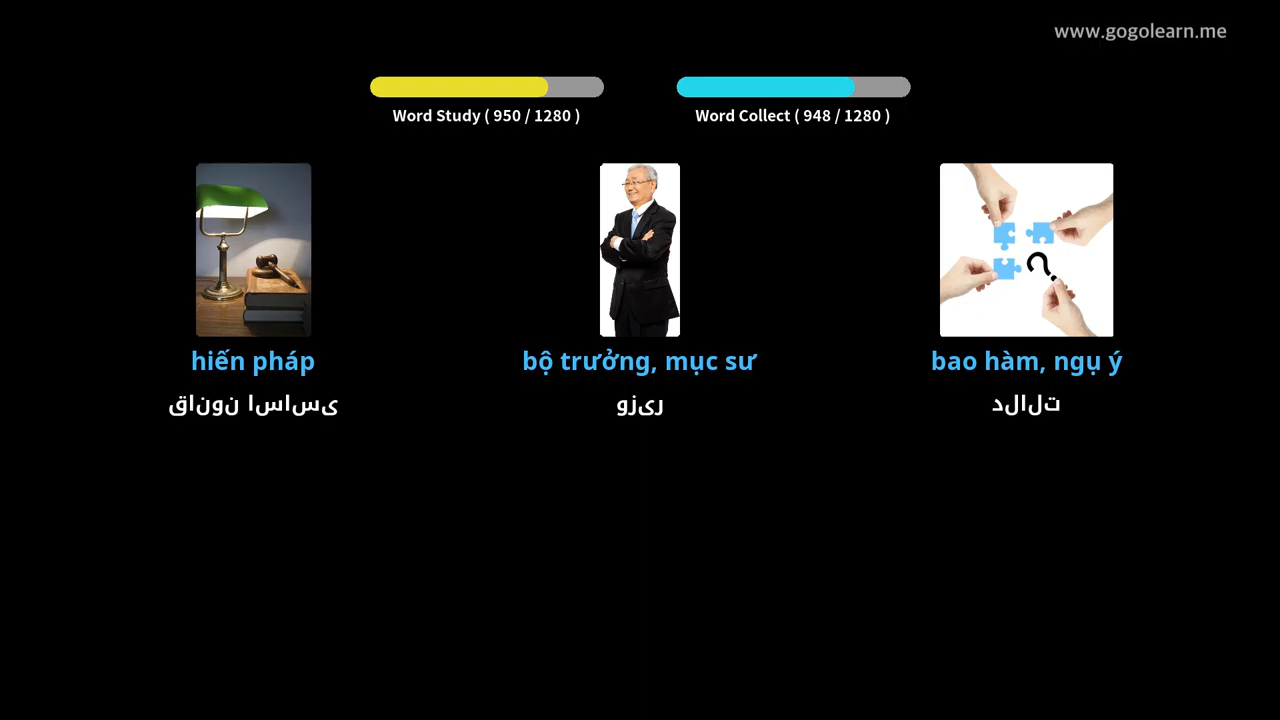 www.gogolearn.me
Word Study ( 950 / 1280 )
Word Collect ( 948 / 1280 )
hiến pháp
قانون اساسی
bộ trưởng, mục sư
وزیر
bao hàm, ngụ ý
دلالت